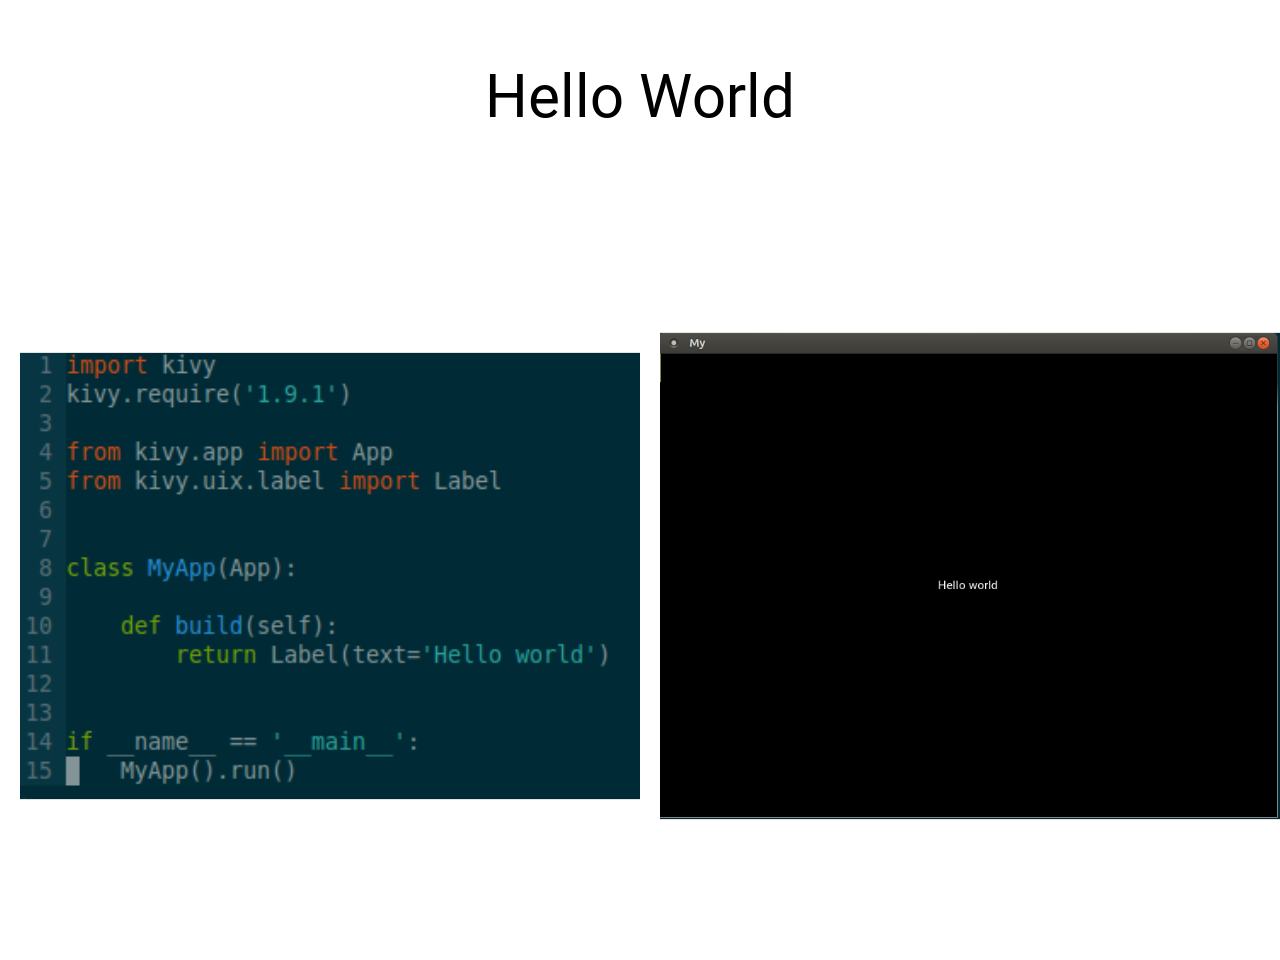 Hello World
1 import kivy
2 kivy.require('1.9.1')
3
4 from kivy.app import App
5 from kivy.uix.label import Label
6
7
8 class MyApp(App):
9
10     def build(self):
11         return Label(text='Hello world')
12
13
14 if __name__ == '__main__':
15     MyApp().run()
My
Hello world